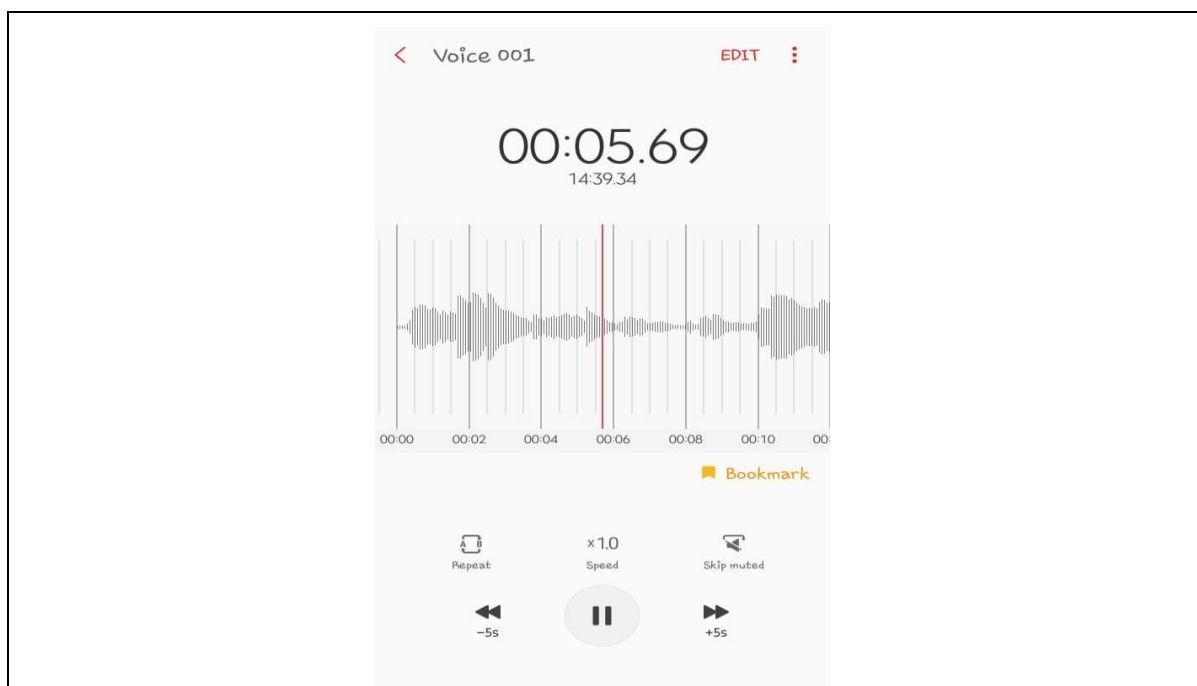 Voice 001 EDIT
00:05.69
14:39.34
00:00 00:02 00:04 00:06 00:08 00:10 00:
Bookmark
A B
Repeat
×1.0
Speed
Skip muted
-5s
+5s